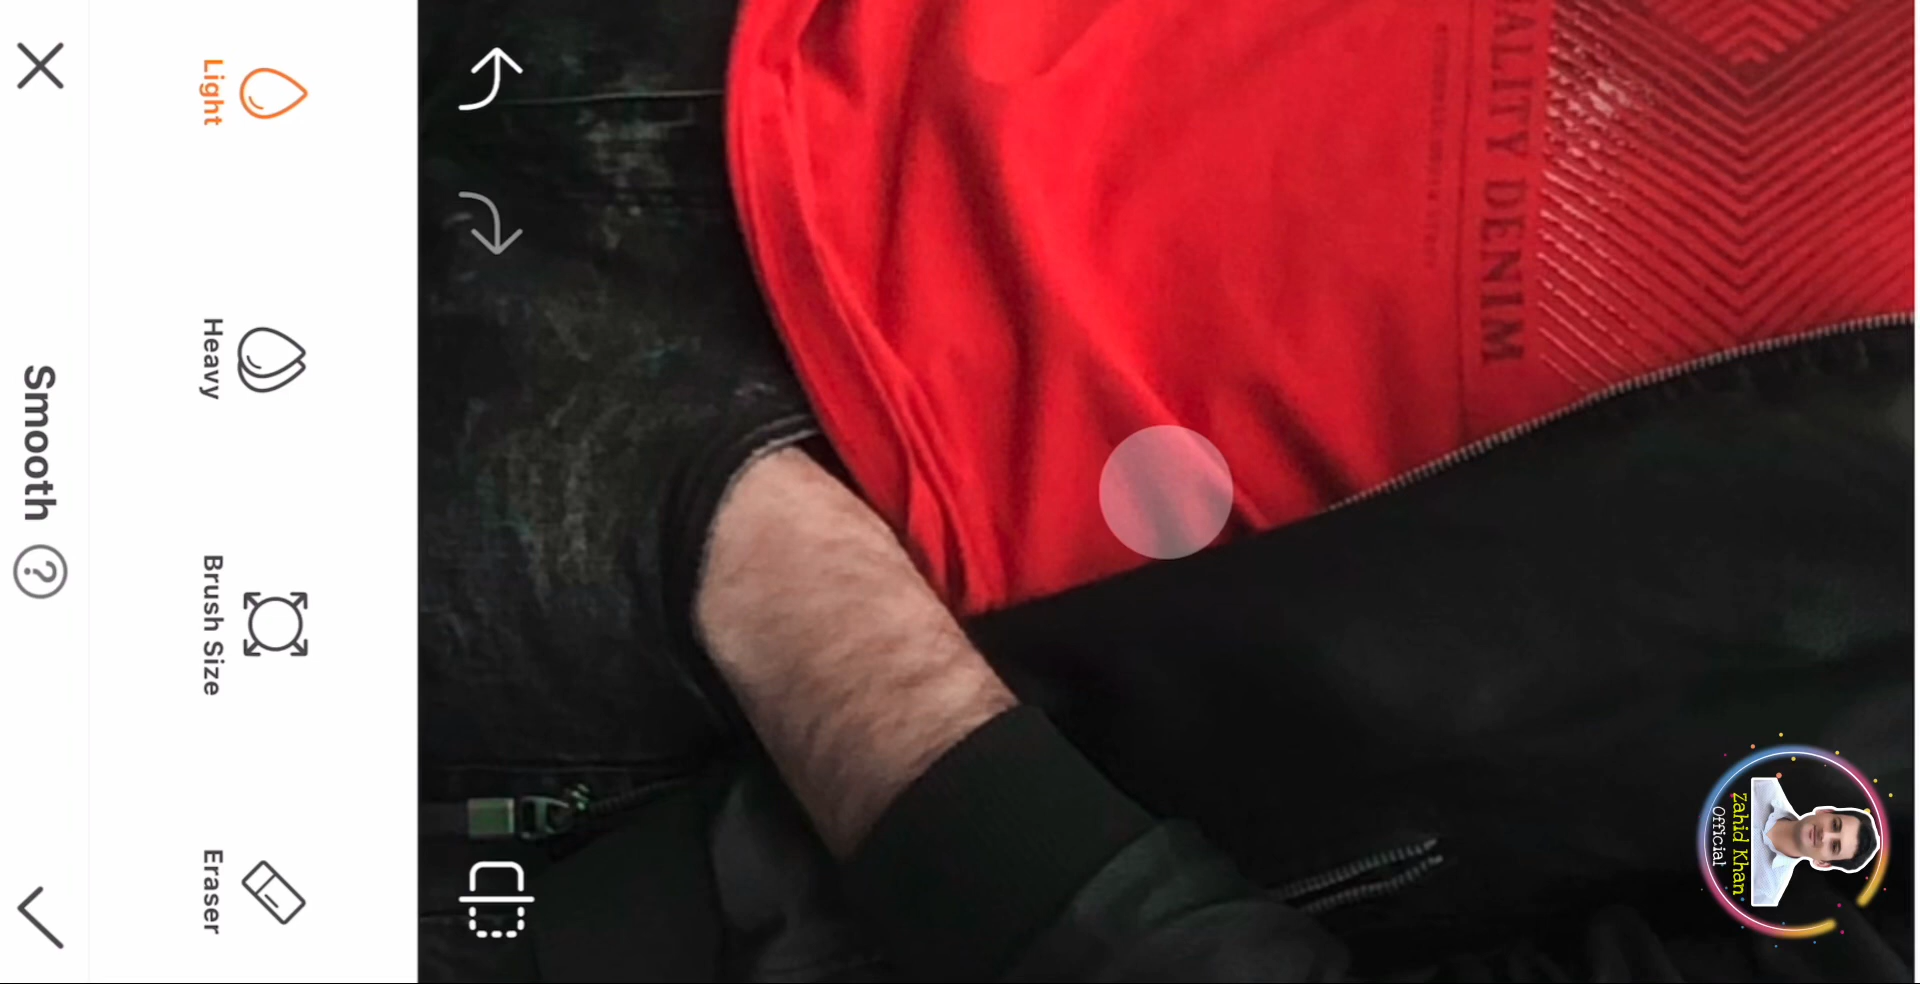 ALITY DENIM
Zahid Khan
Official
Light
Heavy
Brush Size
Eraser
Smooth
?